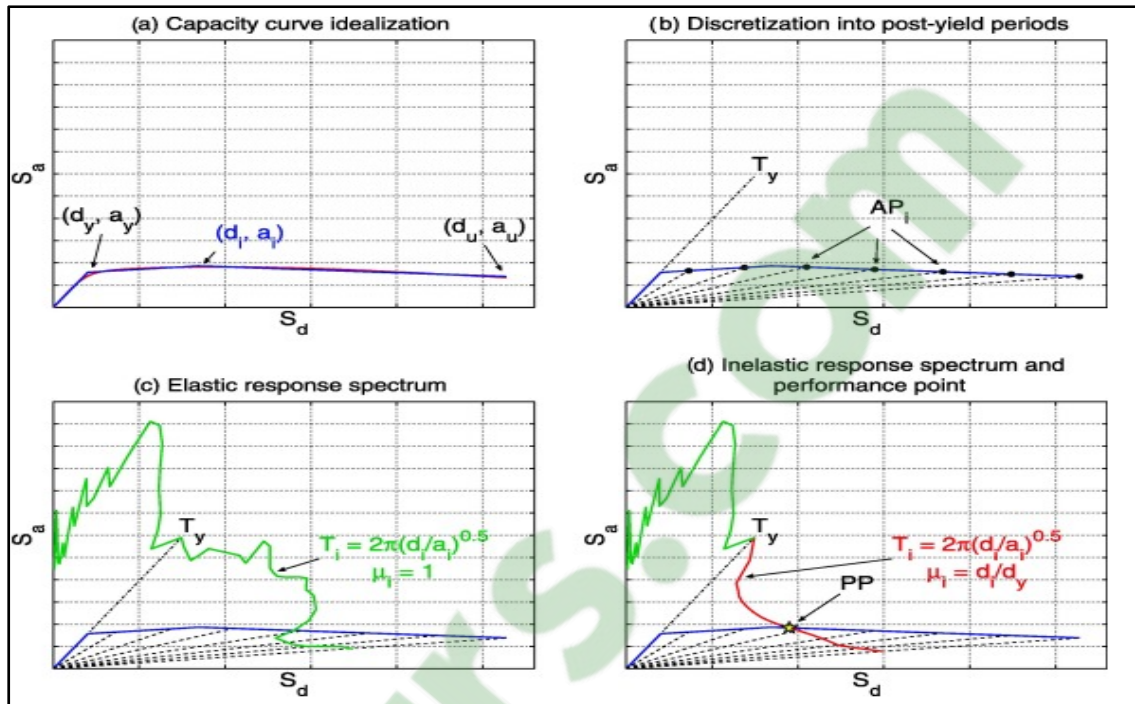 (a) Capacity curve idealization
S_a
(d_y, a_y)
(d_i, a_i)
(d_u, a_u)
S_d
(b) Discretization into post-yield periods
S_a
T_y
AP_i
S_d
(c) Elastic response spectrum
S_a
T_y
T_i = 2π(d_i/a_i)^0.5
μ_i = 1
S_d
(d) Inelastic response spectrum and
performance point
S_a
T_y
T_i = 2π(d_i/a_i)^0.5
μ_i = d_i/d_y
PP
S_d
urs.com